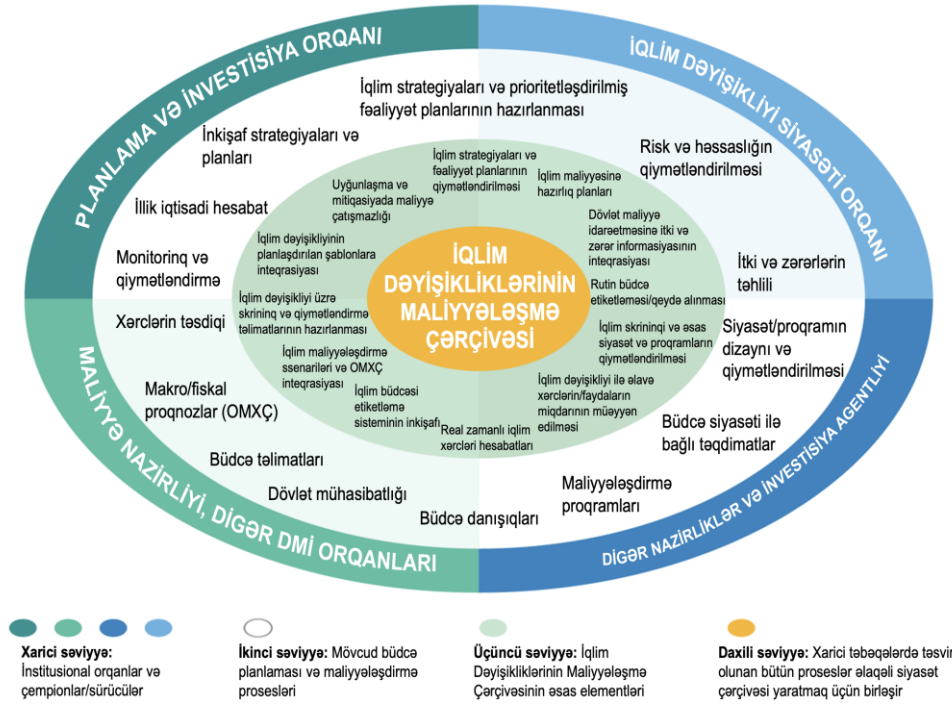 PLANLAMA VƏ İNVESTİSİYA ORQANI
İQLİM DƏYİŞİKLİYİ SİYASƏTİ ORQANI
İqlim strategiyaları və prioritetləşdirilmiş
fəaliyyət planlarının hazırlanması
İnkişaf strategiyaları və
planları
Risk və həssaslığın
qiymətləndirilməsi
İllik iqtisadi hesabat
Monitorinq və
qiymətləndirmə
İtki və zərərlərin
təhlili
İqlim strategiyaları və
fəaliyyət planlarının
qiymətləndirilməsi
İqlim maliyyəsinə
hazırlıq planları
Uyğunlaşma və
mitiqasiyada maliyyə
çatışmazlığı
Dövlət maliyyə
idarəetməsinə itki və
zərər informasiyasının
inteqrasiyası
İqlim dəyişikliyinin
planlaşdırılan şablonlara
inteqrasiyası
İQLİM
DƏYİŞİKLİKLƏRİNİN
MALİYYƏLƏŞMƏ
ÇƏRÇİVƏSİ
Rutin büdcə
etiketləməsi/qeydə alınması
İqlim dəyişikliyi üzrə
skrininq və qiymətləndirmə
təlimatlarının hazırlanması
İqlim skrininqi və əsas
siyasət və proqramların
qiymətləndirilməsi
İqlim maliyyələşdirmə
ssenariləri və OMXÇ
inteqrasiyası
İqlim dəyişikliyi ilə əlavə
xərclərin/faydaların
miqdarının müəyyən
edilməsi
İqlim büdcəsi
etiketləmə
sisteminin inkişafı
Real zamanlı iqlim
xərcləri hesabatları
Xərclərin təsdiqi
Siyasət/proqramın
dizaynı və
qiymətləndirilməsi
Makro/fiskal
proqnozlar (OMXÇ)
Büdcə siyasəti ilə
bağlı təqdimatlar
Büdcə təlimatları
Maliyyələşdirmə
proqramları
Dövlət mühasibatlığı
Büdcə danışıqları
MALİYYƏ NAZİRLİYİ, DİGƏR DMİ ORQANLARI
DİGƏR NAZİRLİKLƏR VƏ İNVESTİSİYA AGENTLİYİ
Xarici səviyyə:
İnstitusional orqanlar və
çempionlar/sürücülər
İkinci səviyyə: Mövcud büdcə
planlaması və maliyyələşdirmə
prosesləri
Üçüncü səviyyə: İqlim
Dəyişikliklərinin Maliyyələşmə
Çərçivəsinin əsas elementləri
Daxili səviyyə: Xarici təbəqələrdə təsvir
olunan bütün proseslər əlaqəli siyasət
çərçivəsi yaratmaq üçün birləşir